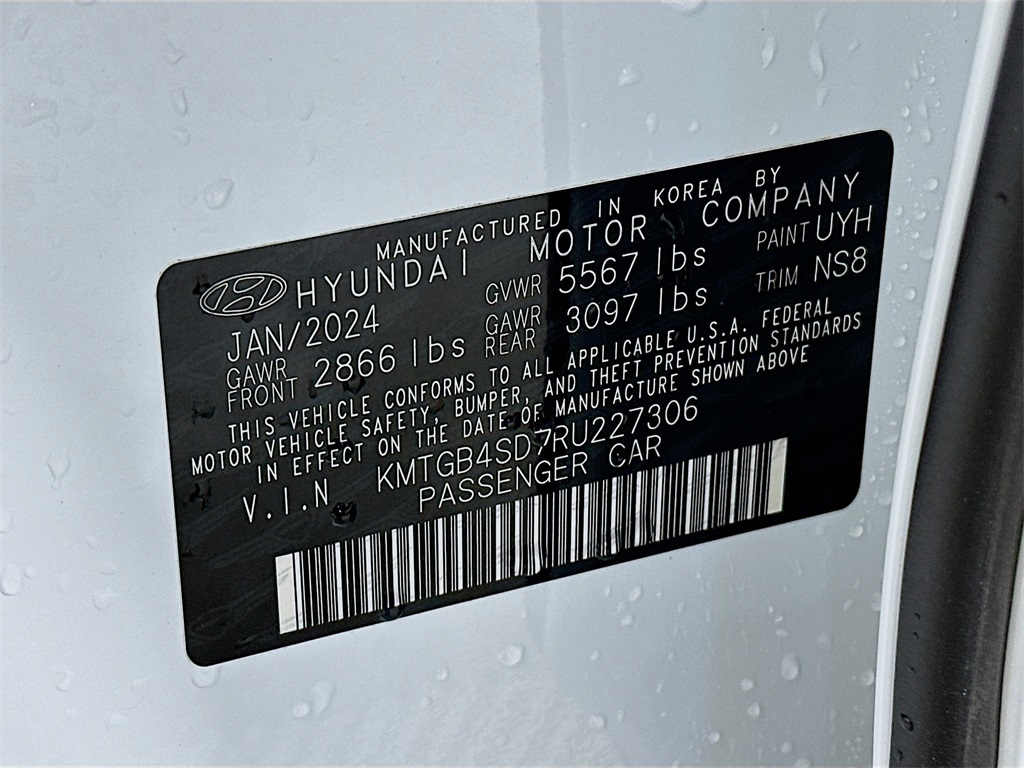 MANUFACTURED IN KOREA BY
HYUNDAI MOTOR COMPANY
JAN/2024 GVWR 5567 lbs PAINT UYH
GAWR FRONT 2866 lbs GAWR REAR 3097 lbs TRIM NS8
THIS VEHICLE CONFORMS TO ALL APPLICABLE U.S.A. FEDERAL
MOTOR VEHICLE SAFETY, BUMPER, AND THEFT PREVENTION STANDARDS
IN EFFECT ON THE DATE OF MANUFACTURE SHOWN ABOVE
V.I.N KMTGB4SD7RU227306
PASSENGER CAR